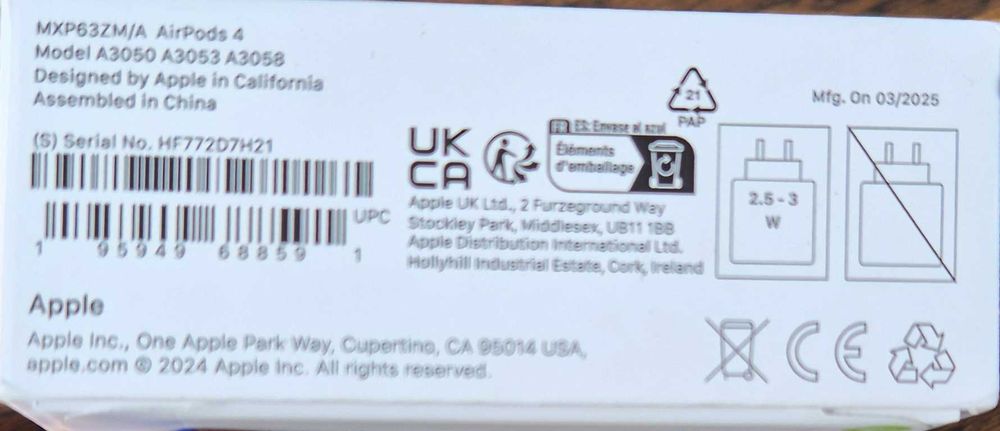 MXP63ZM/A AirPods 4
Model A3050 A3053 A3058
Designed by Apple in California
Assembled in China
(S) Serial No. HF772D7H21
UPC
1 95949 68859 1
UK
CA
FR ES: Envase al azul
Éléments
d'emballage
21
PAP
Mfg. On 03/2025
2.5 - 3
W
Apple UK Ltd., 2 Furzeground Way
Stockley Park, Middlesex, UB11 1BB
Apple Distribution International Ltd.
Hollyhill Industrial Estate, Cork, Ireland
Apple
Apple Inc., One Apple Park Way, Cupertino, CA 95014 USA,
apple.com © 2024 Apple Inc. All rights reserved.
CE